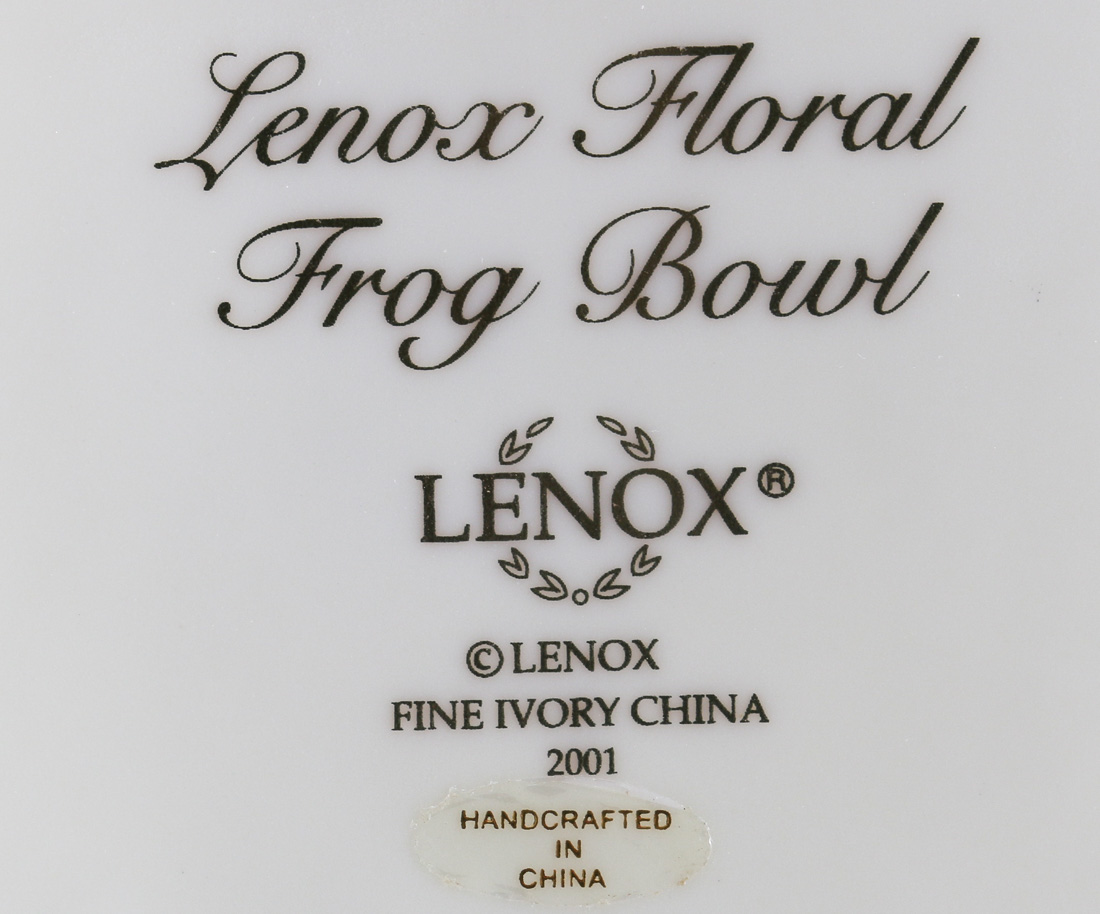 Lenox Floral
Frog Bowl
LENOX®
© LENOX
FINE IVORY CHINA
2001
HANDCRAFTED
IN
CHINA